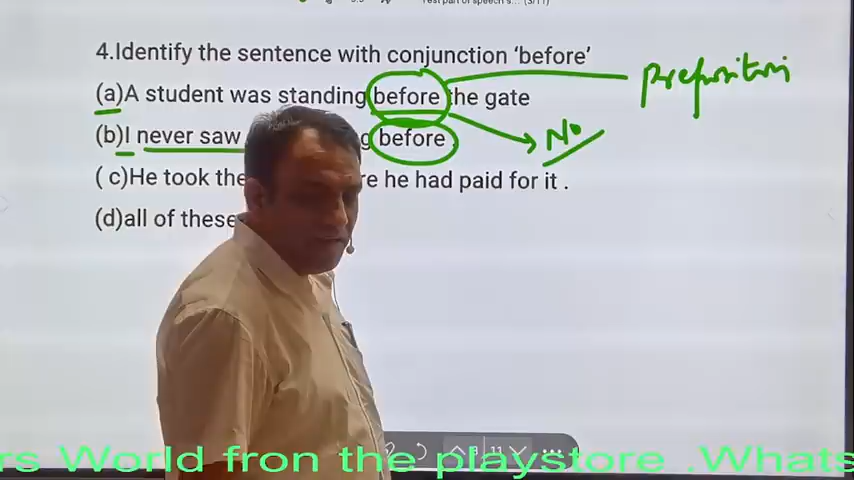 4.Identify the sentence with conjunction ‘before’
(a)A student was standing before the gate
prepositon
(b)I never saw g before .
No
( c)He took the re he had paid for it .
(d)all of these
rs World fron the playstore .Whats